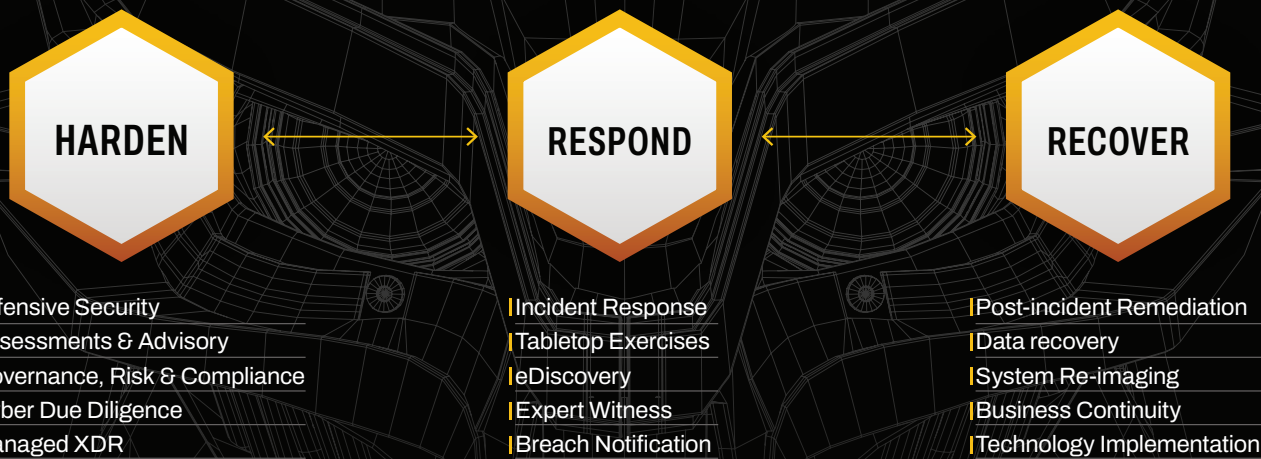 HARDEN
RESPOND
RECOVER
fensive Security
sessments & Advisory
overnance, Risk & Compliance
ber Due Diligence
anaged XDR
Incident Response
Tabletop Exercises
eDiscovery
Expert Witness
Breach Notification
Post-incident Remediation
Data recovery
System Re-imaging
Business Continuity
Technology Implementation